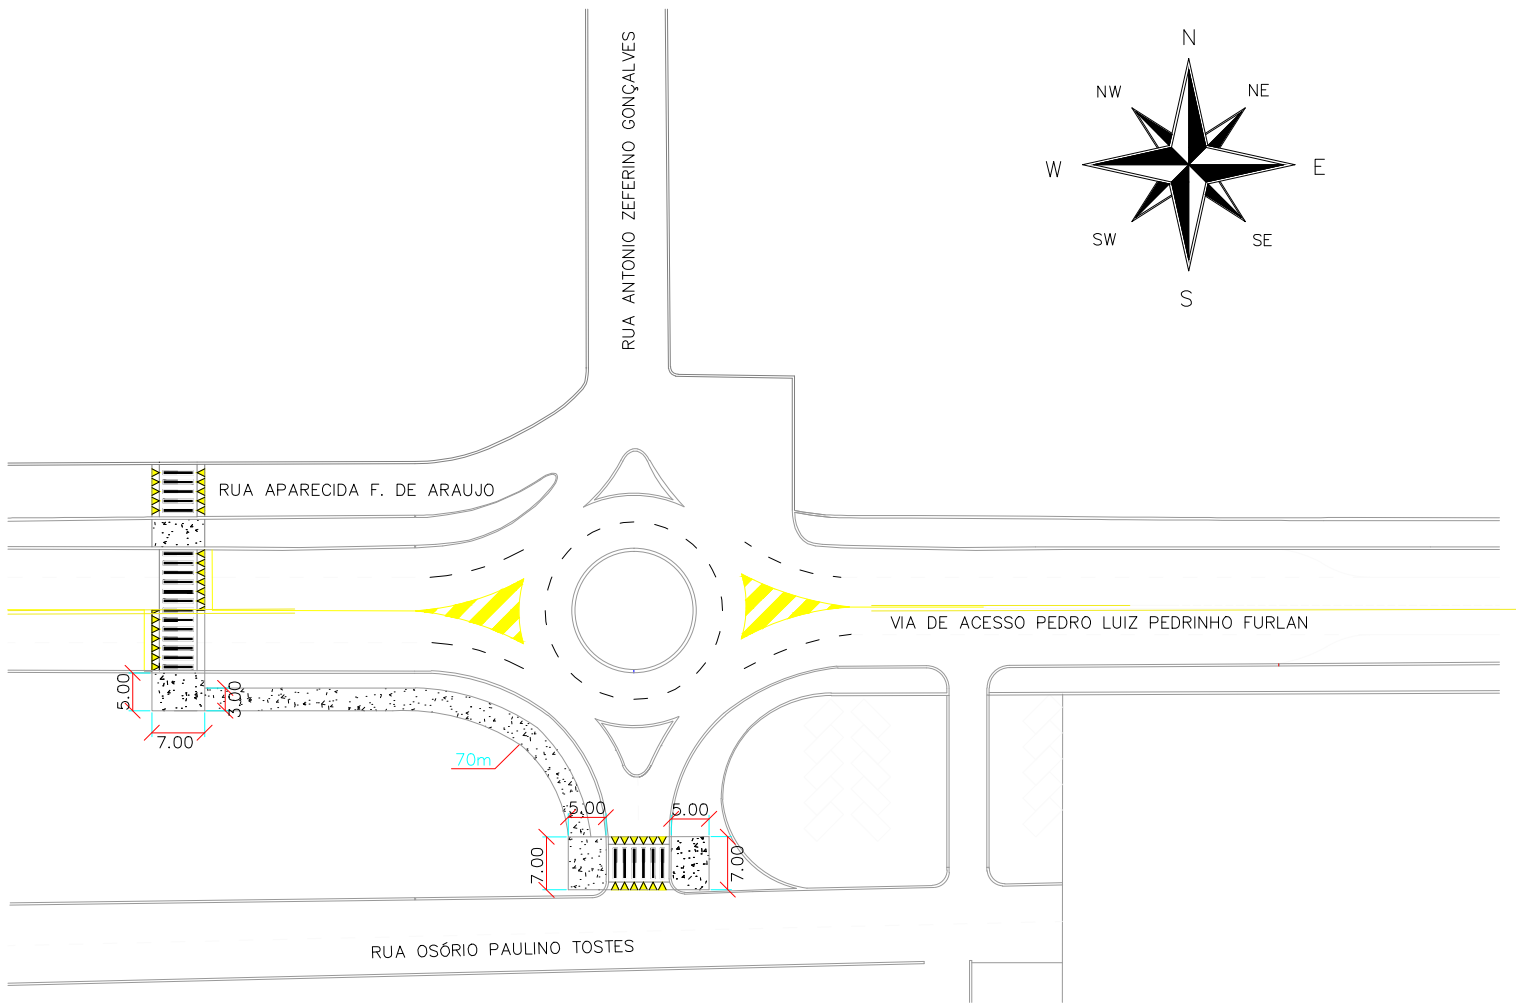 N
NW
NE
W
E
SW
SE
S
RUA ANTONIO ZEFERINO GONÇALVES
RUA APARECIDA F. DE ARAUJO
VIA DE ACESSO PEDRO LUIZ PEDRINHO FURLAN
5.00
3.00
7.00
70m
5.00
5.00
7.00
7.00
RUA OSÓRIO PAULINO TOSTES